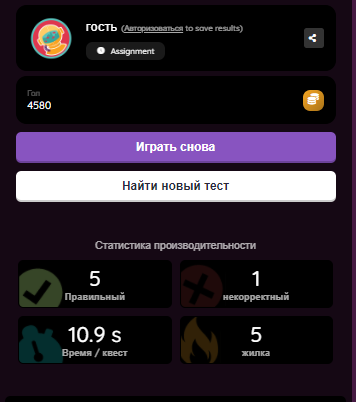 гость (Авторизоваться to save results)
Assignment
Гол
4580
Играть снова
Найти новый тест
Статистика производительности
5
Правильный
1
некорректный
10.9 s
Время / квест
5
жилка